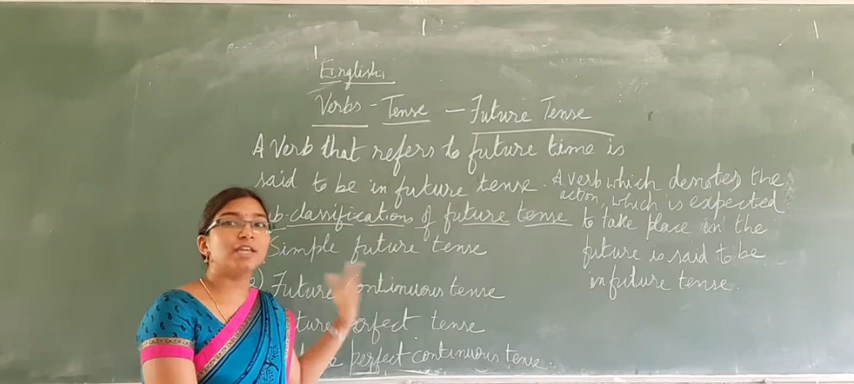 English,
Verbs - Tense - Future Tense
A verb that refers to future time is
said to be in future tense.
A verb which denotes the
action, which is expected
to take place in the
future is said to be
in future tense.
classifications of future tense
Simple future tense
2) Future Continuous tense
tense
perfect continuous tense.